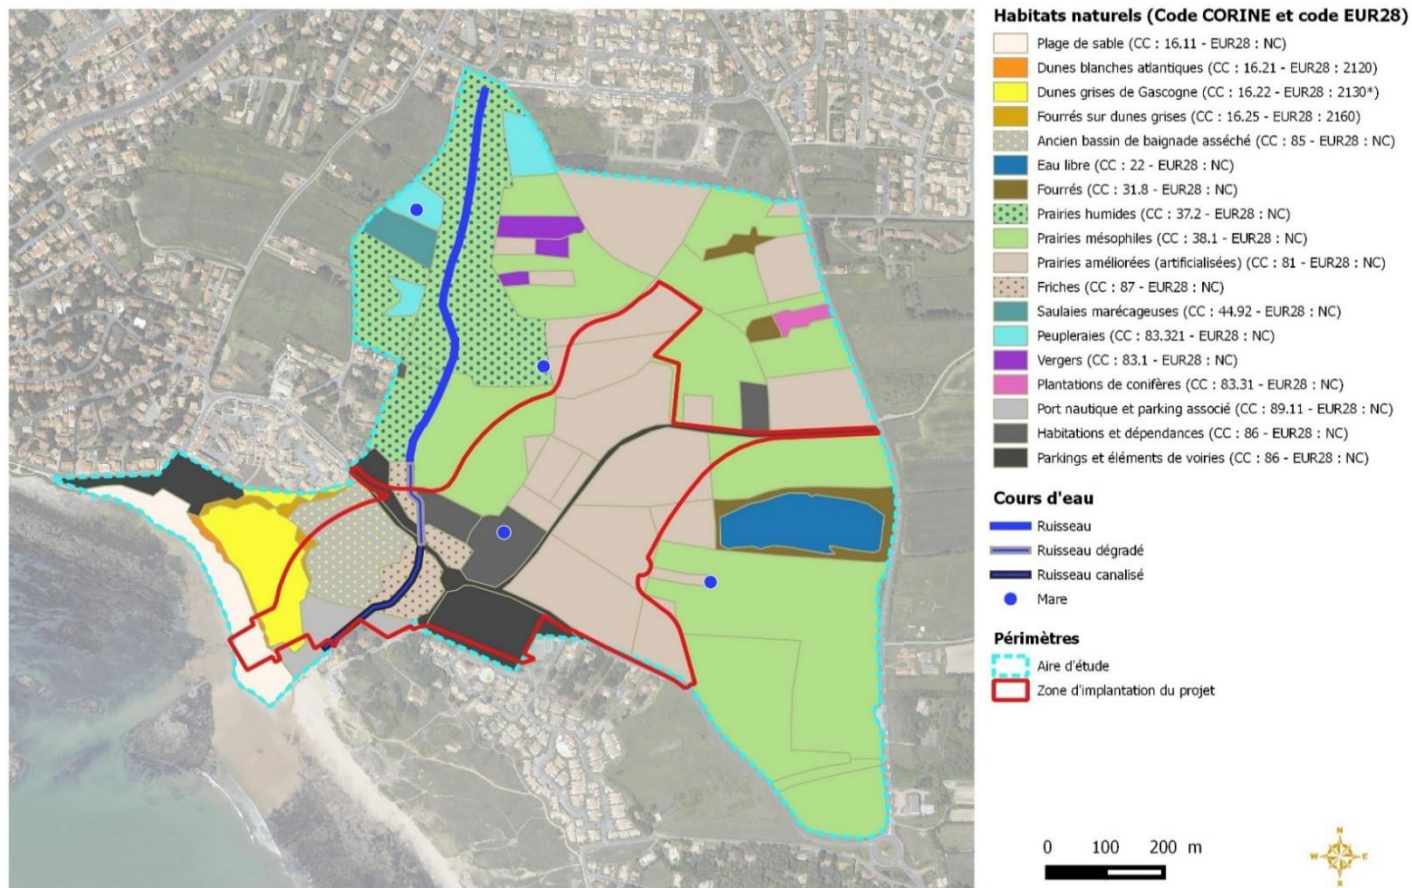 Habitats naturels (Code CORINE et code EUR28)
Plage de sable (CC : 16.11 - EUR28 : NC)
Dunes blanches atlantiques (CC : 16.21 - EUR28 : 2120)
Dunes grises de Gascogne (CC : 16.22 - EUR28 : 2130*)
Fourrés sur dunes grises (CC : 16.25 - EUR28 : 2160)
Ancien bassin de baignade asséché (CC : 85 - EUR28 : NC)
Eau libre (CC : 22 - EUR28 : NC)
Fourrés (CC : 31.8 - EUR28 : NC)
Prairies humides (CC : 37.2 - EUR28 : NC)
Prairies mésophiles (CC : 38.1 - EUR28 : NC)
Prairies améliorées (artificialisées) (CC : 81 - EUR28 : NC)
Friches (CC : 87 - EUR28 : NC)
Saulaies marécageuses (CC : 44.92 - EUR28 : NC)
Peupleraies (CC : 83.321 - EUR28 : NC)
Vergers (CC : 83.1 - EUR28 : NC)
Plantations de conifères (CC : 83.31 - EUR28 : NC)
Port nautique et parking associé (CC : 89.11 - EUR28 : NC)
Habitations et dépendances (CC : 86 - EUR28 : NC)
Parkings et éléments de voiries (CC : 86 - EUR28 : NC)
Cours d'eau
Ruisseau
Ruisseau dégradé
Ruisseau canalisé
Mare
Périmètres
Aire d'étude
Zone d'implantation du projet
0 100 200 m
N
W E
S